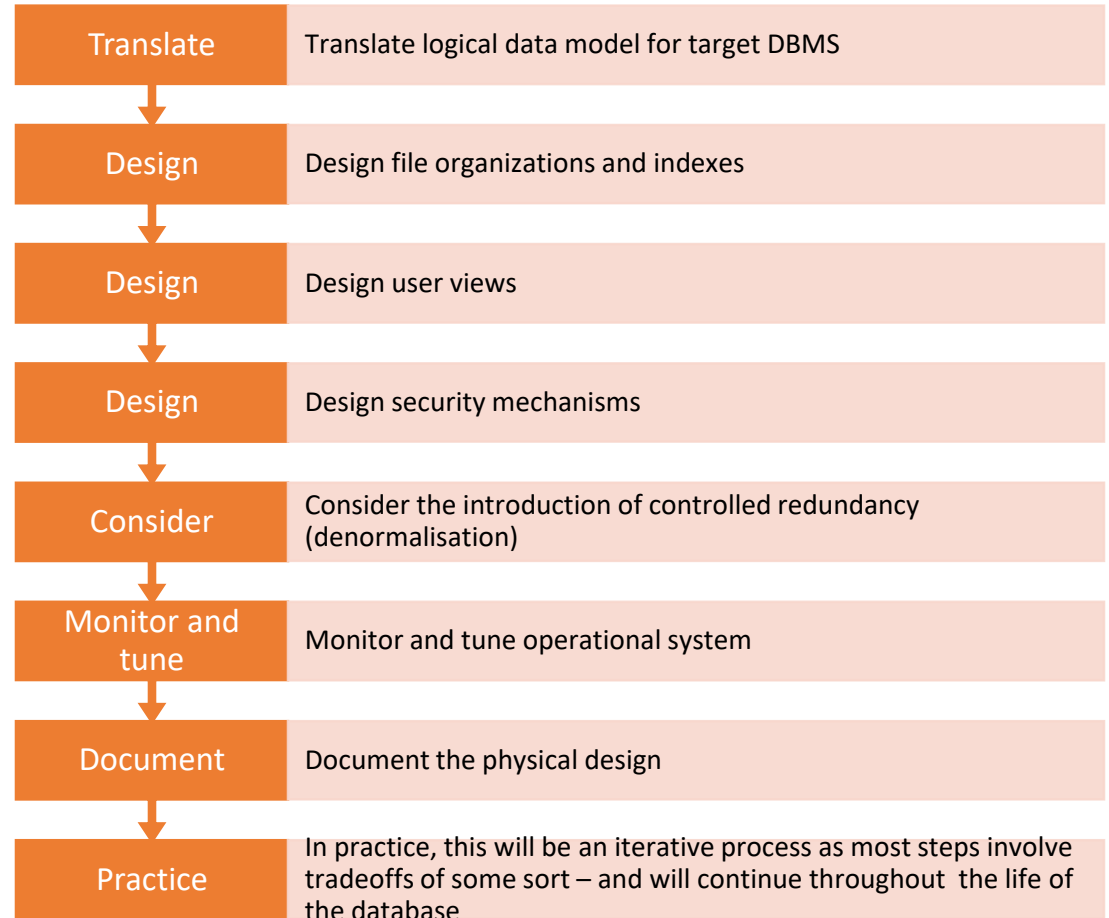 Translate
Translate logical data model for target DBMS
Design
Design file organizations and indexes
Design
Design user views
Design
Design security mechanisms
Consider
Consider the introduction of controlled redundancy
(denormalisation)
Monitor and
tune
Monitor and tune operational system
Document
Document the physical design
Practice
In practice, this will be an iterative process as most steps involve
tradeoffs of some sort – and will continue throughout the life of
the database